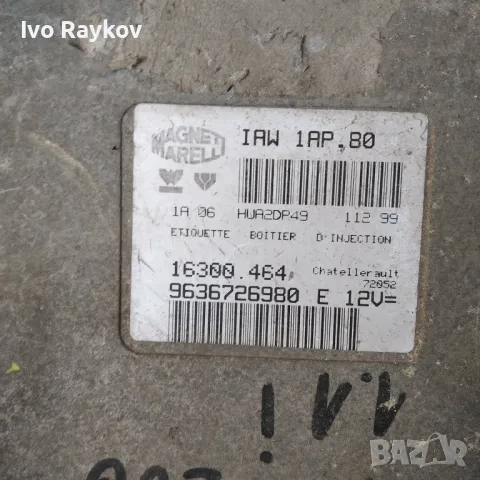 Ivo Raykov
MAGNETI
MARELLI
IAW 1AP.80
1A 06 HUA2DP49 112 99
ETIQUETTE BOITIER D'INJECTION
16300.464 Chatellerault
72052
9636726980 E 12V=
1.1!
BAZAR